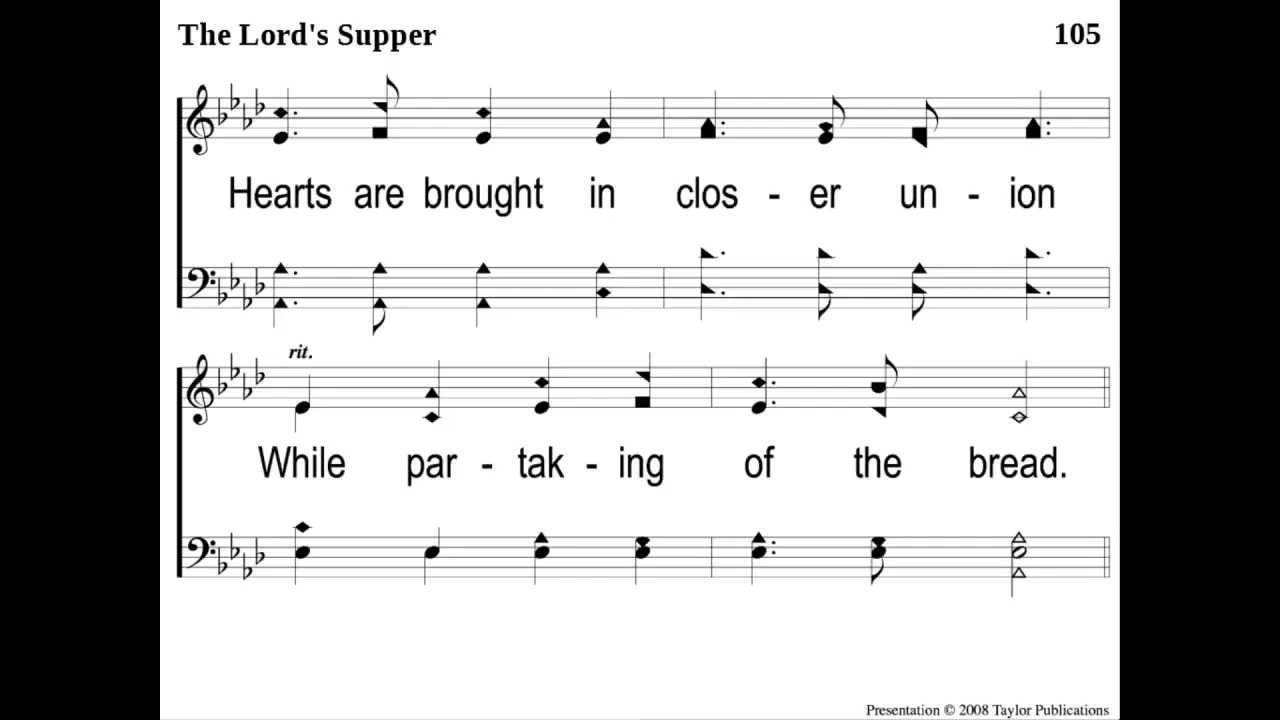 The Lord's Supper 105
Hearts are brought in clos - er un - ion
rit.
While par - tak - ing of the bread.
Presentation © 2008 Taylor Publications